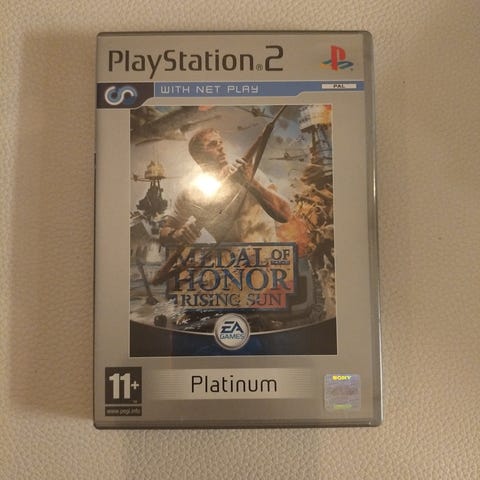 PlayStation®2
WITH NET PLAY
PAL
MEDAL OF
HONOR
RISING SUN
EA
GAMES
11+
www.pegi.info
Platinum
SONY